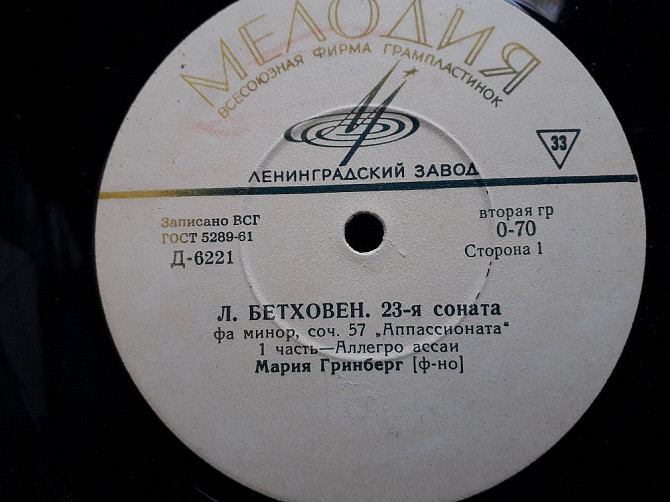 МЕЛОДИЯ
ВСЕСОЮЗНАЯ ФИРМА ГРАМПЛАСТИНОК
ЛЕНИНГРАДСКИЙ ЗАВОД
33
Записано ВСГ
ГОСТ 5289-61
Д-6221
вторая гр
0-70
Сторона 1
Л. БЕТХОВЕН. 23-я соната
фа минор, соч. 57 „Аппассионата“
1 часть—Аллегро ассаи
Мария Гринберг [ф-но]